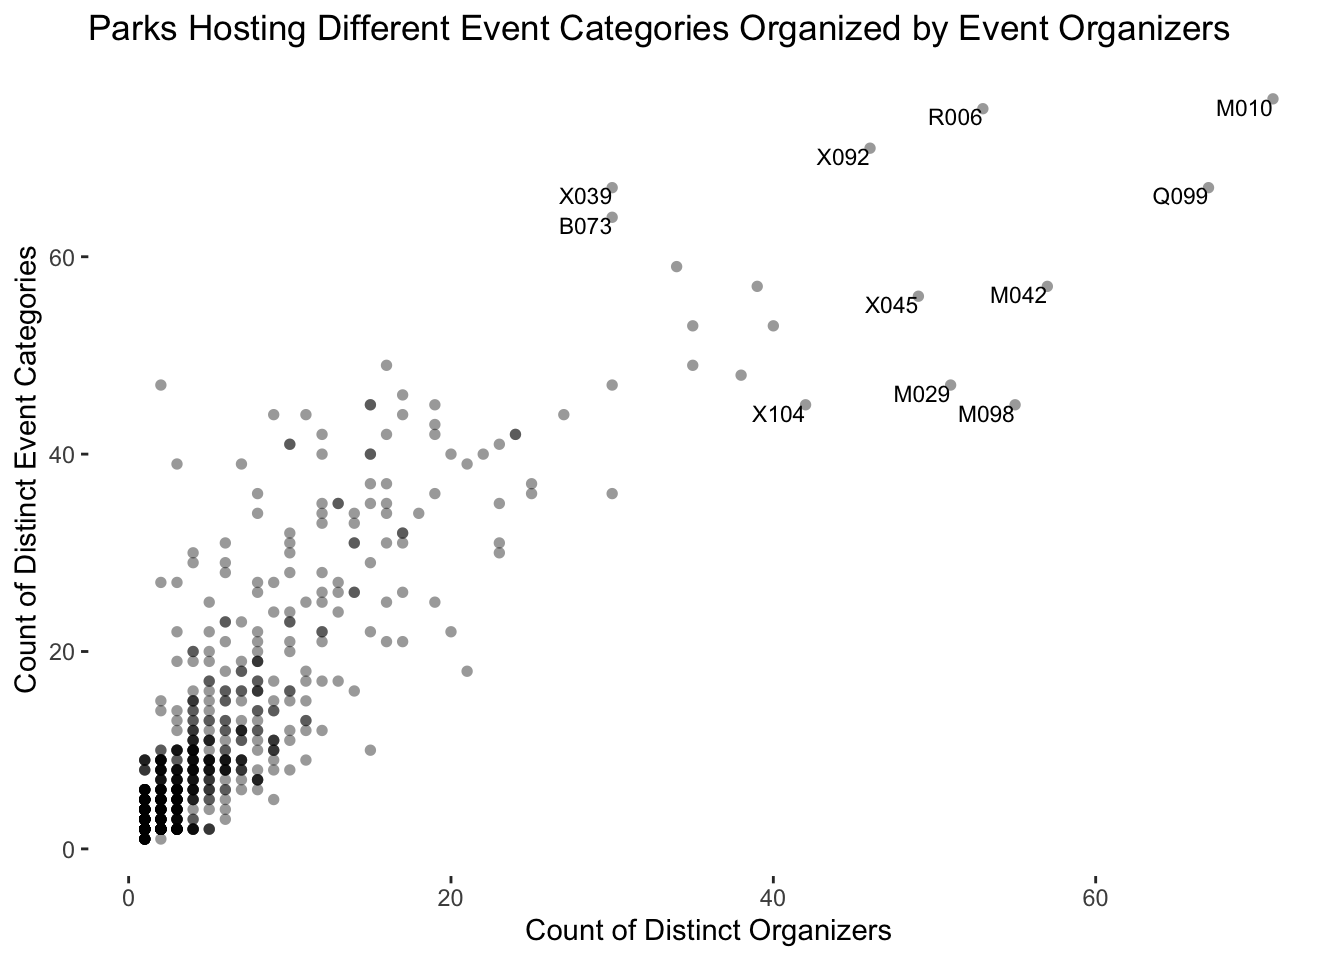 Parks Hosting Different Event Categories Organized by Event Organizers
M010
R006
X092
X039
Q099
B073
60
M042
X045
M029
X104
M098
40
20
0
Count of Distinct Event Categories
0
20
40
60
Count of Distinct Organizers